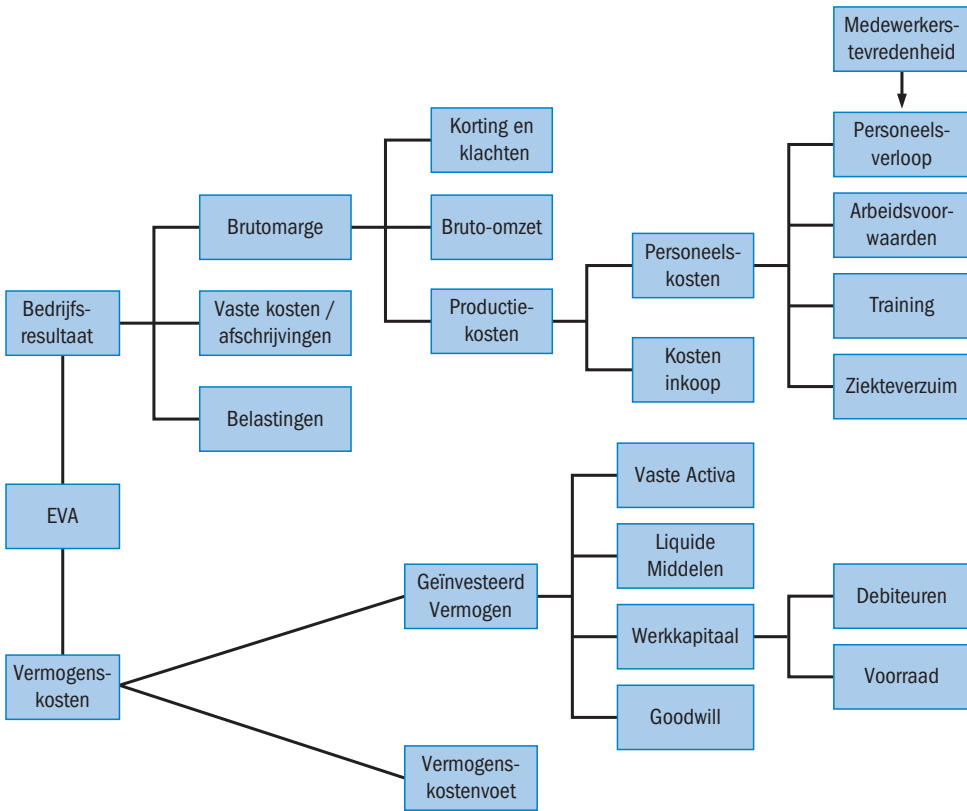 Medewerkers-
tevredenheid
Korting en
klachten
Personeels-
verloop
Brutomarge
Bruto-omzet
Arbeidsvoor-
waarden
Personeels-
kosten
Bedrijfs-
resultaat
Vaste kosten /
afschrijvingen
Productie-
kosten
Training
Kosten
inkoop
Ziekteverzuim
Belastingen
Vaste Activa
EVA
Liquide
Middelen
Geïnvesteerd
Vermogen
Debiteuren
Werkkapitaal
Vermogens-
kosten
Voorraad
Goodwill
Vermogens-
kostenvoet